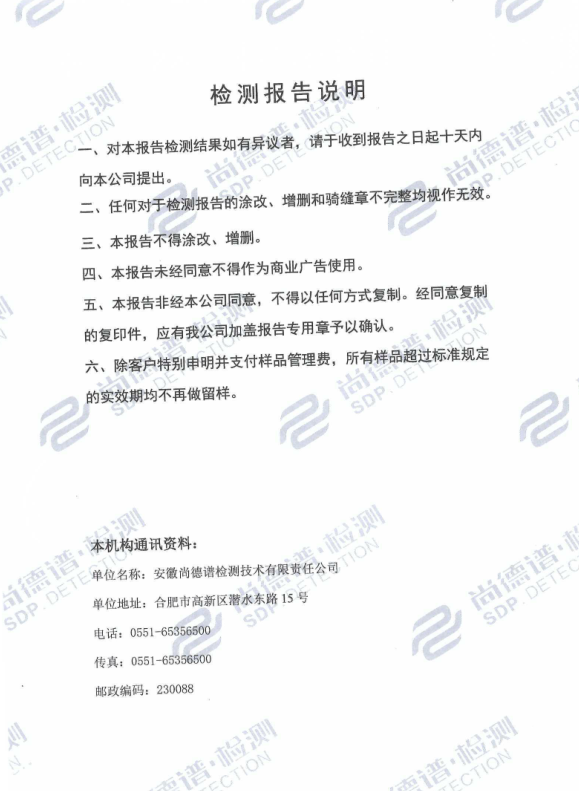 检测报告说明
一、对本报告检测结果如有异议者，请于收到报告之日起十天内
向本公司提出。
二、任何对于检测报告的涂改、增删和骑缝章不完整均视作无效。
三、本报告不得涂改、增删。
四、本报告未经同意不得作为商业广告使用。
五、本报告非经本公司同意，不得以任何方式复制。经同意复制
的复印件，应有我公司加盖报告专用章予以确认。
六、除客户特别申明并支付样品管理费，所有样品超过标准规定
的实效期均不再做留样。
本机构通讯资料：
单位名称：安徽尚德谱检测技术有限责任公司
单位地址：合肥市高新区潜水东路 15 号
电话：0551-65356500
传真：0551-65356500
邮政编码：230088
尚德谱·检测
SDP. DETECTION